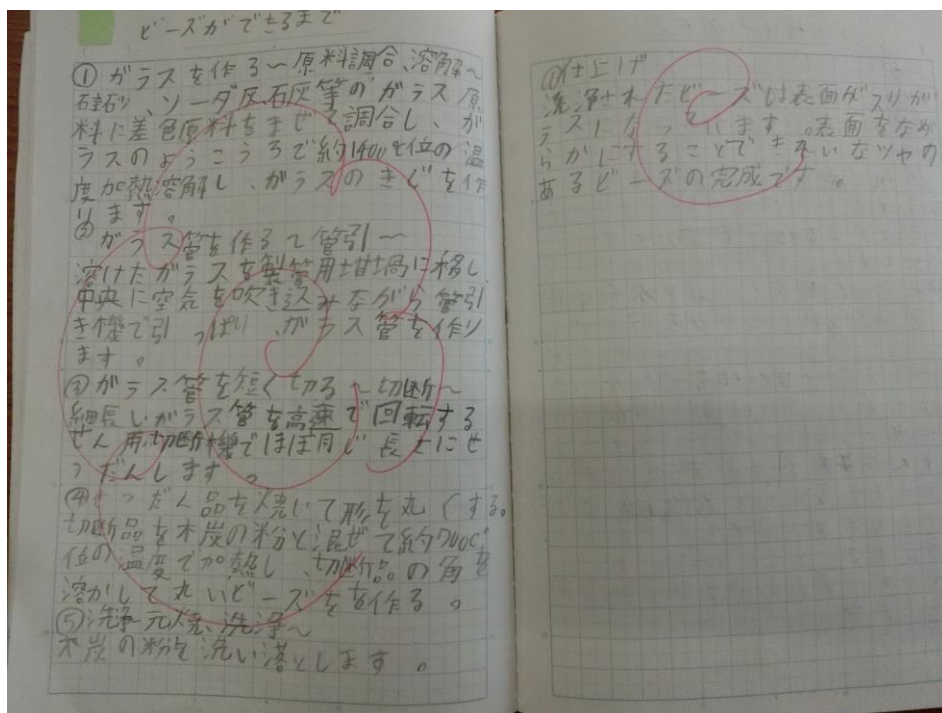 ビーズができるまで
①ガラスを作る〜原料調合、溶解〜
硅砂、ソーダ灰石灰等のガラス原
料に差色原料をまぜて調合し、が
ラスのようこうろで約1400℃位の温
度加熱溶解し、ガラスのきじを作
ります。
②ガラス管を作る〜管引〜
溶けたガラスを製管用坩堝に移し、
中央に空気を吹き込みながら管引
き機で引っぱり、ガラス管を作り
ます。
③ガラス管を短く切る〜切断〜
細長いガラス管を高速で回転する
せん用切断機でほぼ同じ長さにせ
つだんします。
④せつだん品を焼いて形を丸くする。
切断品を木炭の粉と混ぜて約700℃
位の温度で加熱し、切断品の角を
溶かして丸いビーズをを作る。
⑤洗浄元焼、洗浄〜
木炭の粉を洗い落とします。
仕上げ
洗浄されたビーズは表面がスリガ
ラスになっています。表面をなめ
らかにすることできれいなツヤの
あるビーズの完成です。